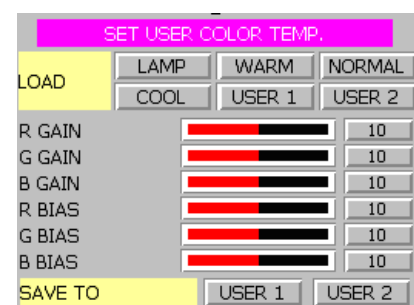 SET USER COLOR TEMP.
LOAD LAMP WARM NORMAL
COOL USER 1 USER 2
R GAIN 10
G GAIN 10
B GAIN 10
R BIAS 10
G BIAS 10
B BIAS 10
SAVE TO USER 1 USER 2